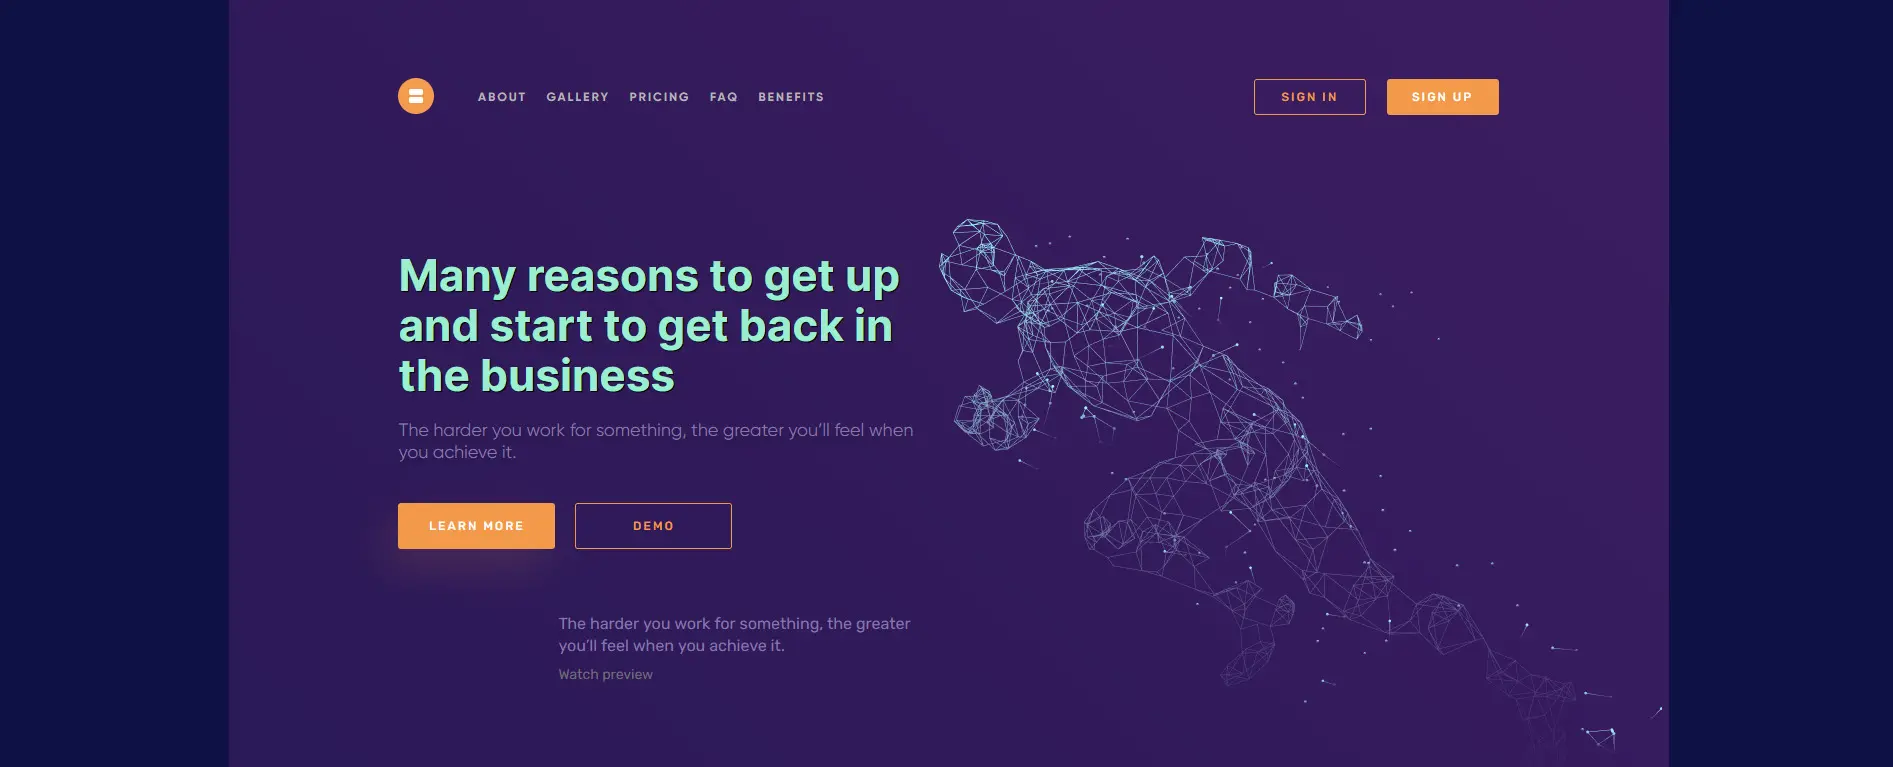 ABOUT GALLERY PRICING FAQ BENEFITS SIGN IN SIGN UP
Many reasons to get up
and start to get back in
the business
The harder you work for something, the greater you’ll feel when
you achieve it.
LEARN MORE DEMO
The harder you work for something, the greater
you’ll feel when you achieve it.
Watch preview